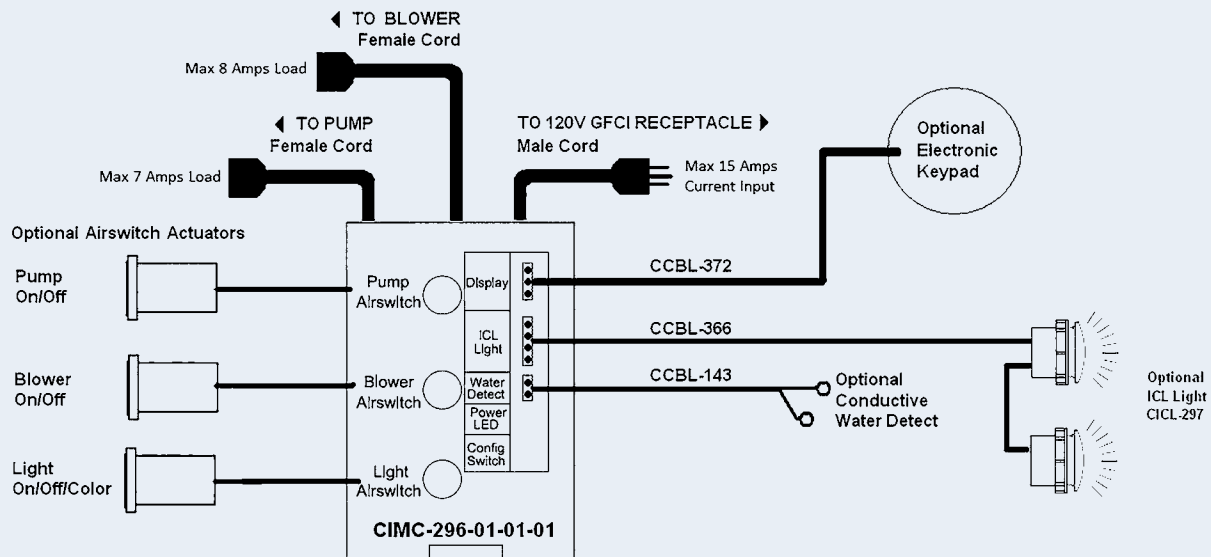 ◀ TO BLOWER
Female Cord
Max 8 Amps Load
◀ TO PUMP
Female Cord
Max 7 Amps Load
TO 120V GFCI RECEPTACLE ▶
Male Cord
Max 15 Amps
Current Input
Optional
Electronic
Keypad
Optional Airswitch Actuators
Pump
On/Off
Blower
On/Off
Light
On/Off/Color
Pump
Airswitch
Blower
Airswitch
Light
Airswitch
Display
ICL
Light
Water
Detect
Power
LED
Config
Switch
CIMC-296-01-01-01
CCBL-372
CCBL-366
CCBL-143
Optional
Conductive
Water Detect
Optional
ICL Light
CICL-297